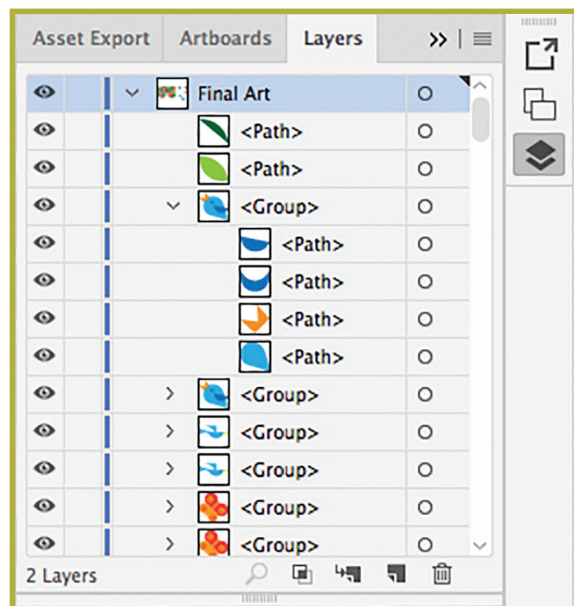 Asset Export Artboards Layers
Final Art
<Path>
<Path>
<Group>
<Path>
<Path>
<Path>
<Path>
<Group>
<Group>
<Group>
<Group>
<Group>
2 Layers